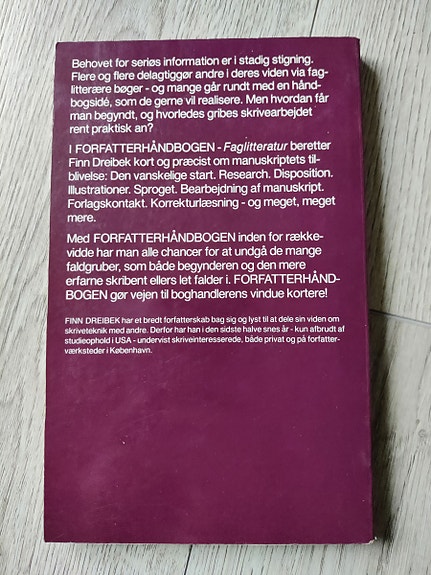 Behovet for seriøs information er i stadig stigning.
Flere og flere delagtiggør andre i deres viden via fag-
litterære bøger - og mange går rundt med en hånd-
bogsidé, som de gerne vil realisere. Men hvordan får
man begyndt, og hvorledes gribes skrivearbejdet
rent praktisk an?
I FORFATTERHÅNDBOGEN - Faglitteratur beretter
Finn Dreibek kort og præcist om manuskriptets til-
blivelse: Den vanskelige start. Research. Disposition.
Illustrationer. Sproget. Bearbejdning af manuskript.
Forlagskontakt. Korrekturlæsning - og meget, meget
mere.
Med FORFATTERHÅNDBOGEN inden for række-
vidde har man alle chancer for at undgå de mange
faldgruber, som både begynderen og den mere
erfarne skribent ellers let falder i. FORFATTERHÅND-
BOGEN gør vejen til boghandlerens vindue kortere!
FINN DREIBEK har et bredt forfatterskab bag sig og lyst til at dele sin viden om
skriveteknik med andre. Derfor har han i den sidste halve snes år - kun afbrudt af
studieophold i USA - undervist skriveinteresserede, både privat og på forfatter-
værksteder i København.